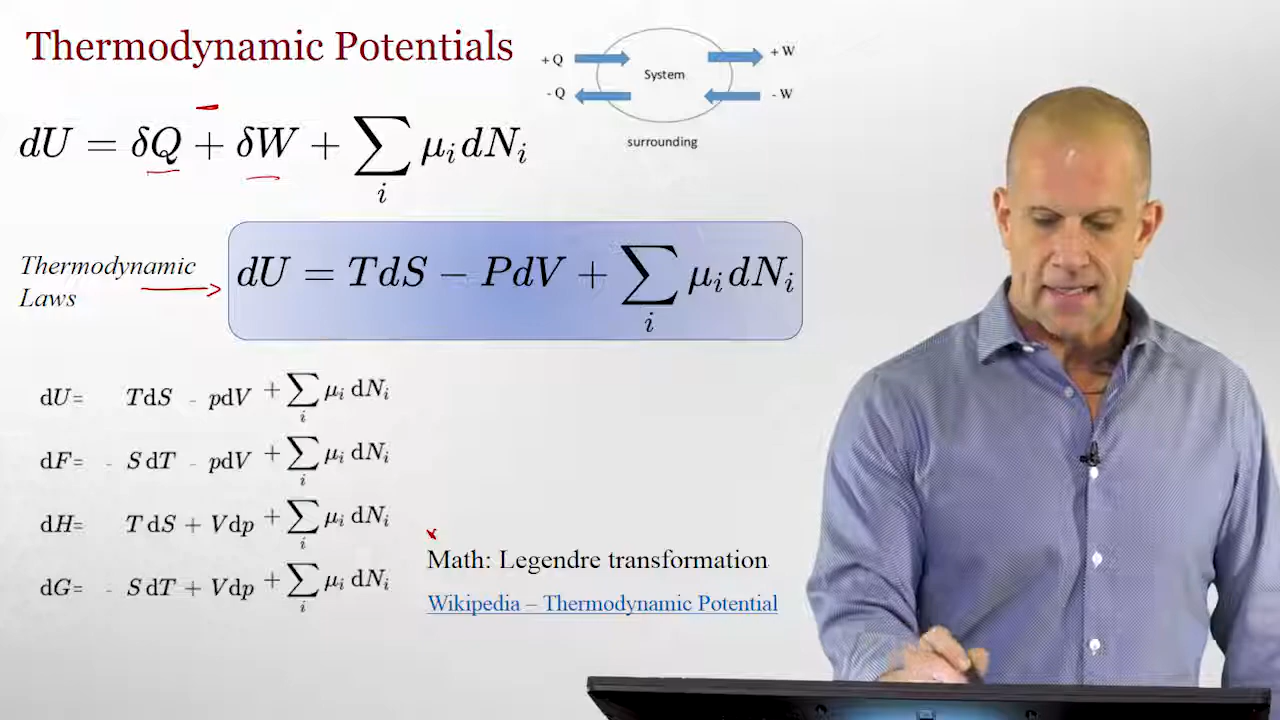 Thermodynamic Potentials
+ Q
+ W
System
- Q
- W
surrounding
dU = δQ + δW + ∑ᵢ μᵢdNᵢ
Thermodynamic
Laws
dU = TdS − PdV + ∑ᵢ μᵢdNᵢ
dU= TdS - pdV + ∑ᵢ μᵢ dNᵢ
dF= - S dT - pdV + ∑ᵢ μᵢ dNᵢ
dH= T dS + V dp + ∑ᵢ μᵢ dNᵢ
dG= - S dT + V dp + ∑ᵢ μᵢ dNᵢ
Math: Legendre transformation
Wikipedia – Thermodynamic Potential